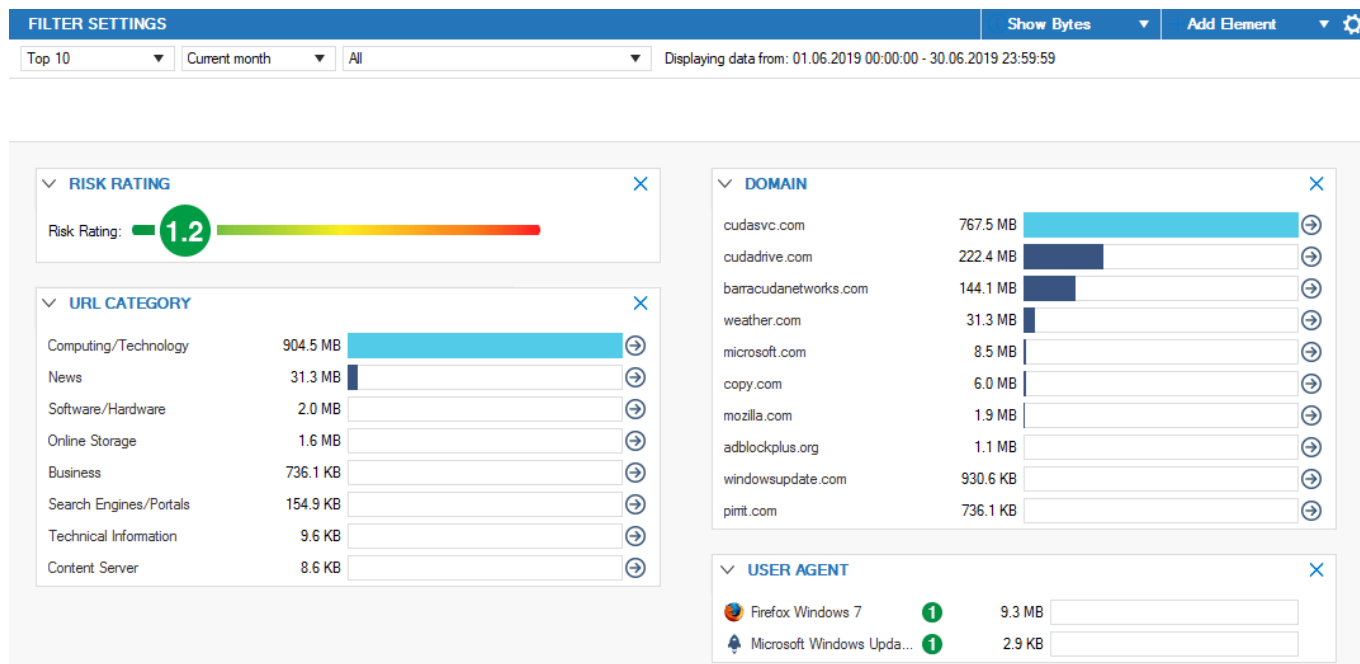 FILTER SETTINGS Show Bytes Add Element
Top 10 Current month All Displaying data from: 01.06.2019 00:00:00 - 30.06.2019 23:59:59
RISK RATING
Risk Rating: 1.2
URL CATEGORY
Computing/Technology 904.5 MB
News 31.3 MB
Software/Hardware 2.0 MB
Online Storage 1.6 MB
Business 736.1 KB
Search Engines/Portals 154.9 KB
Technical Information 9.6 KB
Content Server 8.6 KB
DOMAIN
cudasvc.com 767.5 MB
cudadrive.com 222.4 MB
barracudanetworks.com 144.1 MB
weather.com 31.3 MB
microsoft.com 8.5 MB
copy.com 6.0 MB
mozilla.com 1.9 MB
adblockplus.org 1.1 MB
windowsupdate.com 930.6 KB
pirrit.com 736.1 KB
USER AGENT
Firefox Windows 7 1 9.3 MB
Microsoft Windows Upda... 1 2.9 KB